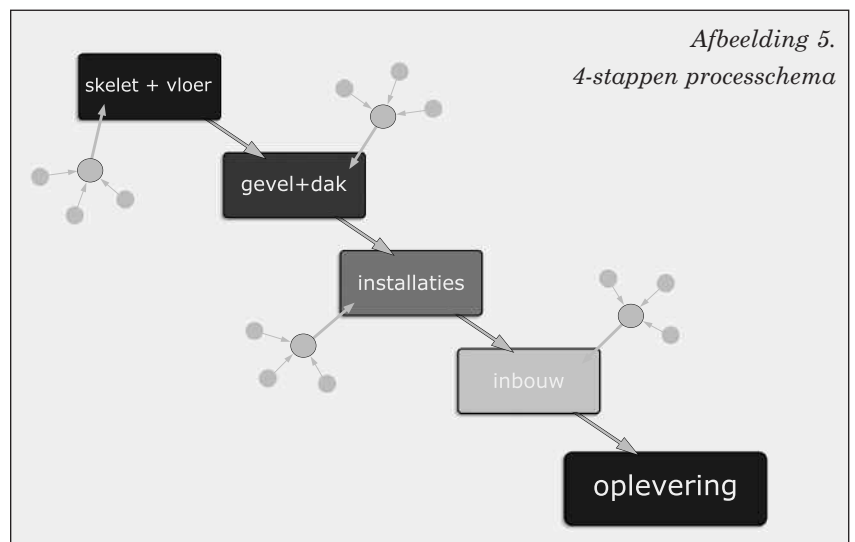 Afbeelding 5.
4-stappen processchema
skelet + vloer
gevel+dak
installaties
inbouw
oplevering